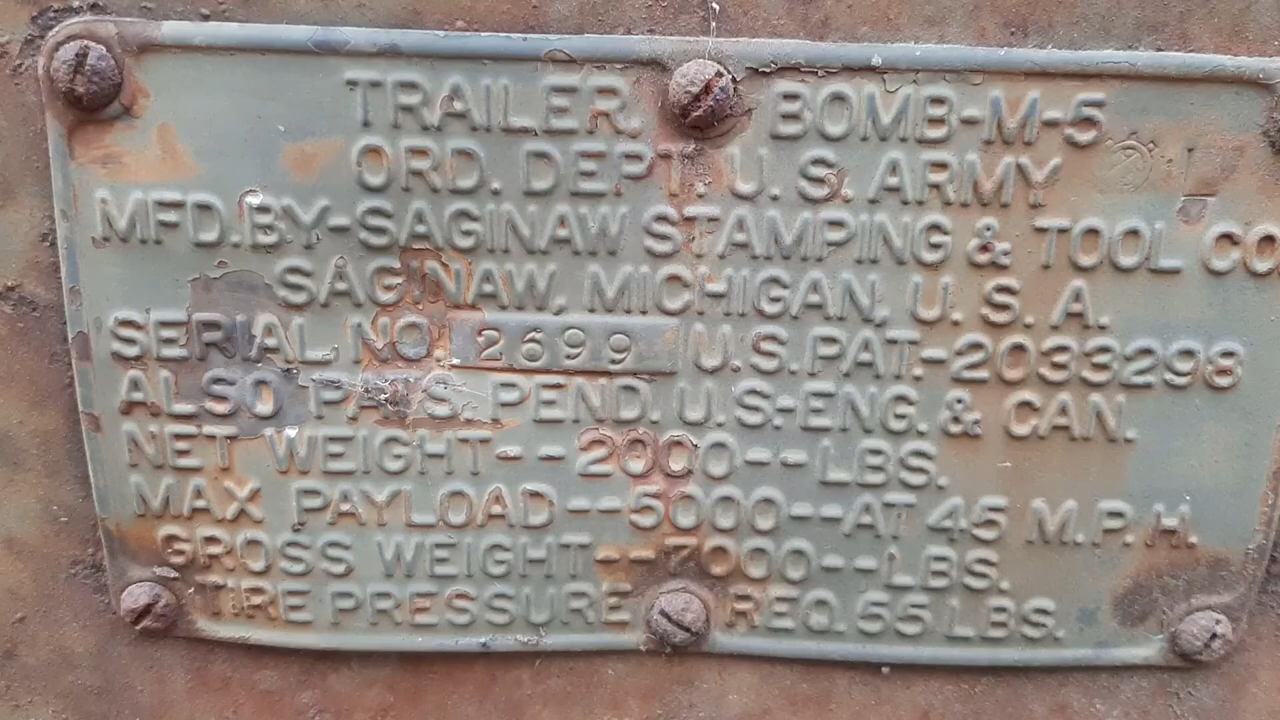 TRAILER. BOMB-M-5
ORD. DEPT. U. S. ARMY
MFD.BY-SAGINAW STAMPING & TOOL CO
SAGINAW, MICHIGAN, U. S. A.
SERIAL NO. 2699 U.S.PAT.-2033298
ALSO PATS. PEND. U.S.-ENG. & CAN.
NET WEIGHT--2000--LBS.
MAX PAYLOAD--5000--AT 45 M.P.H.
GROSS WEIGHT--7000--LBS.
TIRE PRESSURE REQ. 55 LBS.